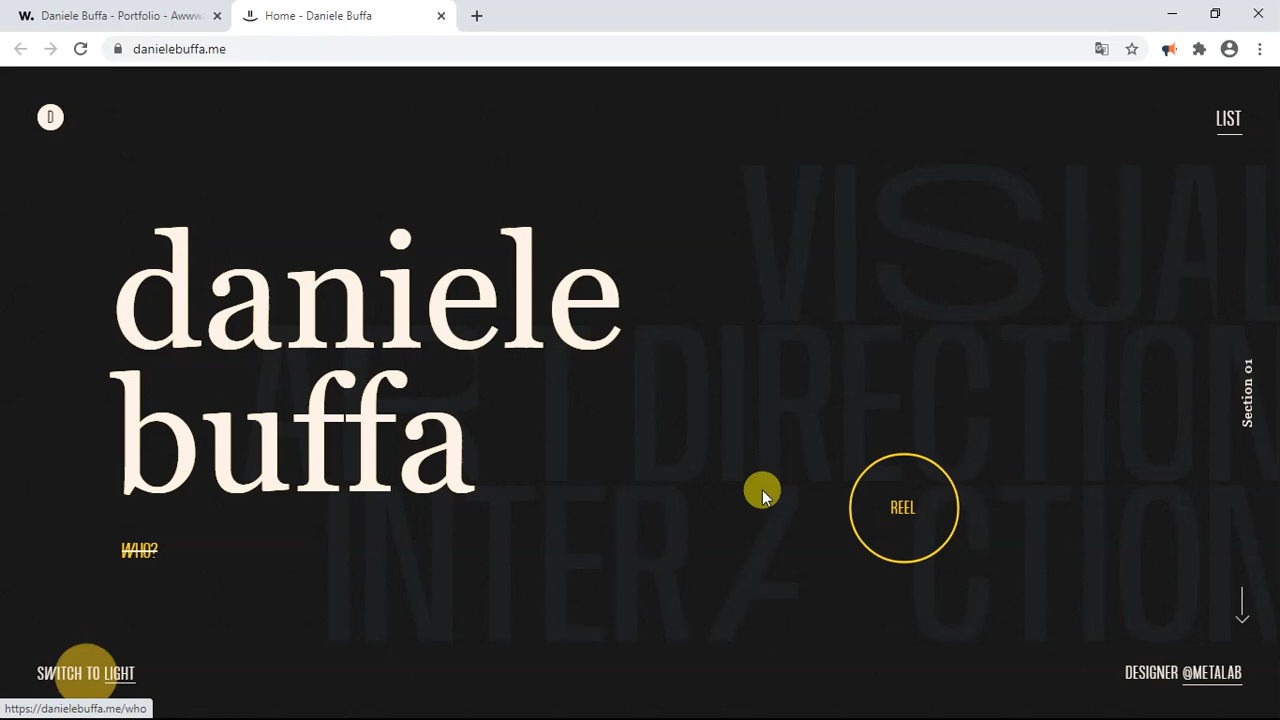 W. Daniele Buffa - Portfolio - Awww
Home - Daniele Buffa
danielebuffa.me
D
LIST
VISUAL
daniele
ART DIRECTION
Section 01
buffa
INTERACTION
REEL
WHO?
SWITCH TO LIGHT
DESIGNER @METALAB
https://danielebuffa.me/who